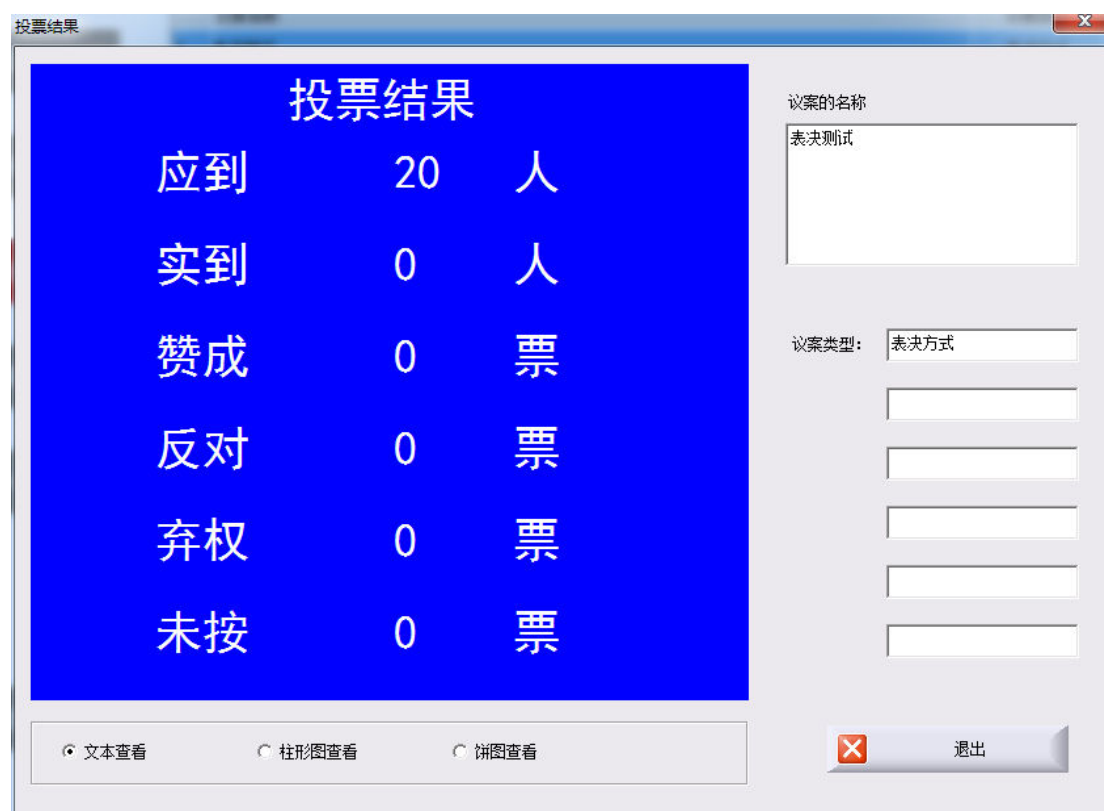 投票结果
投票结果
应到 20 人
实到 0 人
赞成 0 票
反对 0 票
弃权 0 票
未按 0 票
议案的名称
表决测试
议案类型: 表决方式
文本查看 柱形图查看 饼图查看
退出